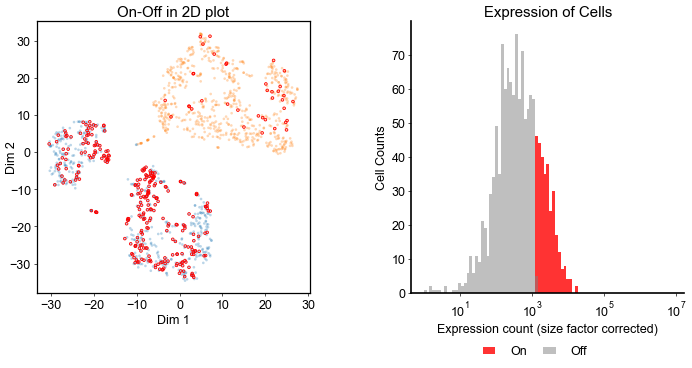 On-Off in 2D plot
Dim 2
30
20
10
0
−10
−20
−30
−30 −20 −10 0 10 20 30
Dim 1
Expression of Cells
Cell Counts
70
60
50
40
30
20
10
0
10^1 10^3 10^5 10^7
Expression count (size factor corrected)
On Off